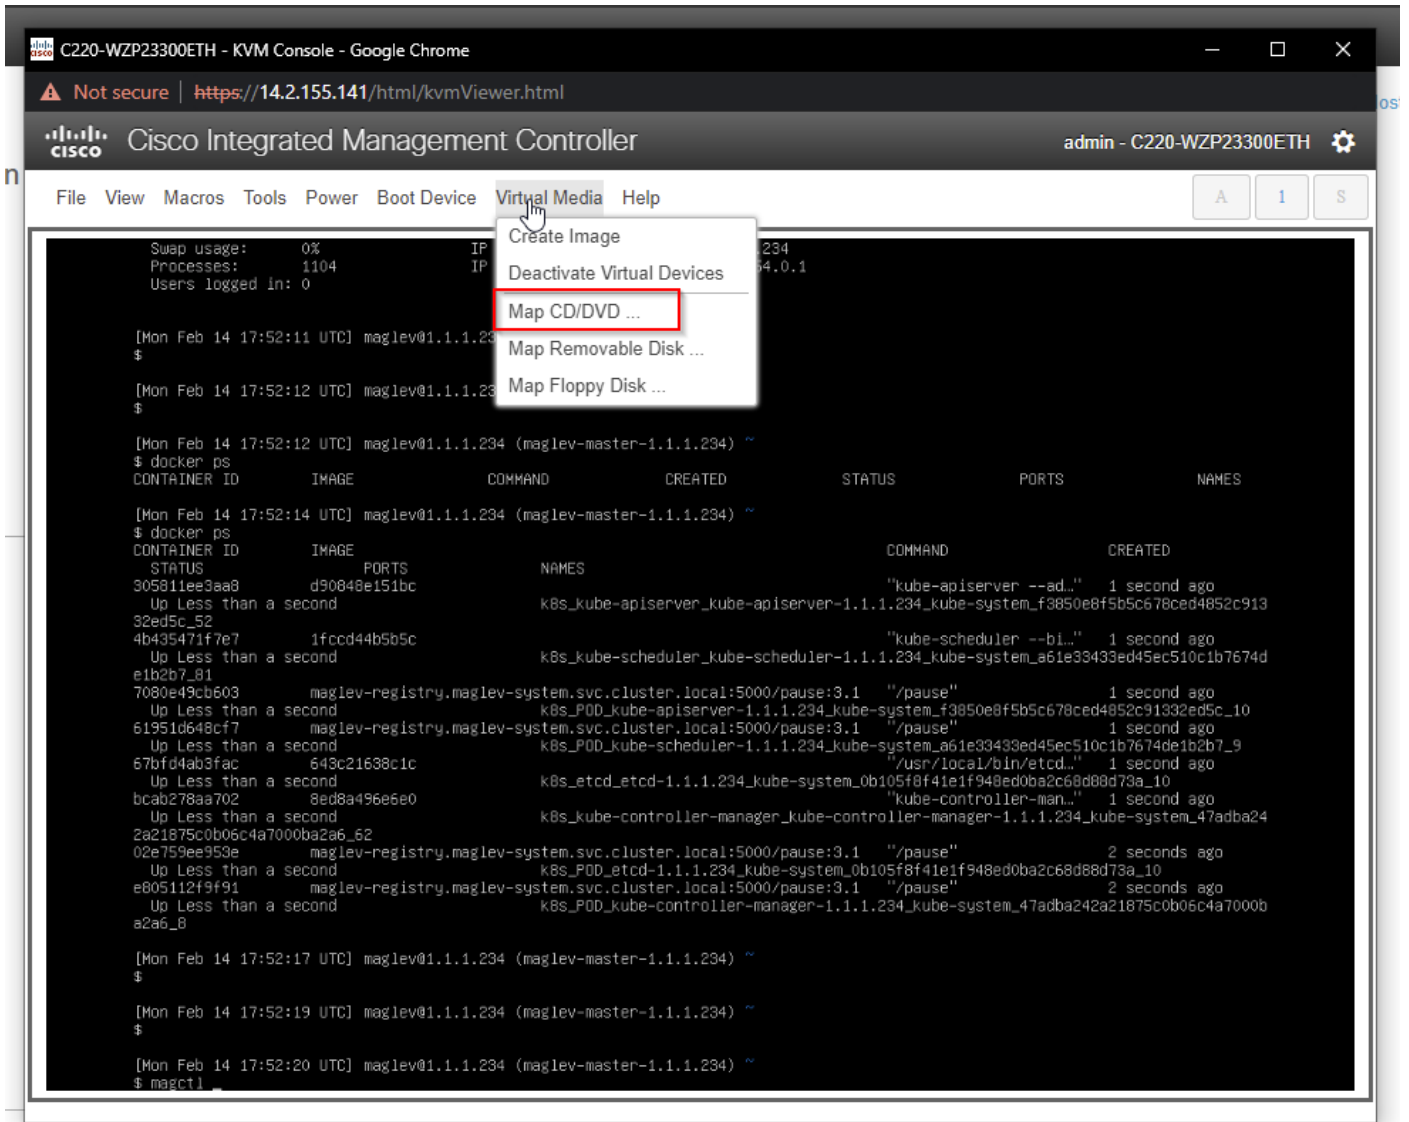 C220-WZP23300ETH - KVM Console - Google Chrome
Not secure | https://14.2.155.141/html/kvmViewer.html
CISCO Cisco Integrated Management Controller admin - C220-WZP23300ETH
File View Macros Tools Power Boot Device Virtual Media Help A 1 S
Create Image
Deactivate Virtual Devices
Map CD/DVD ...
Map Removable Disk ...
Map Floppy Disk ...
Swap usage: 0% IP .234
Processes: 1104 IP 54.0.1
Users logged in: 0
[Mon Feb 14 17:52:11 UTC] maglev@1.1.1.23
$
[Mon Feb 14 17:52:12 UTC] maglev@1.1.1.23
$
[Mon Feb 14 17:52:12 UTC] maglev@1.1.1.234 (maglev-master-1.1.1.234) ~
$ docker ps
CONTAINER ID IMAGE COMMAND CREATED STATUS PORTS NAMES
[Mon Feb 14 17:52:14 UTC] maglev@1.1.1.234 (maglev-master-1.1.1.234) ~
$ docker ps
CONTAINER ID IMAGE COMMAND CREATED
STATUS PORTS NAMES
305811ee3aa8 d90848e151bc "kube-apiserver --ad…" 1 second ago
Up Less than a second k8s_kube-apiserver_kube-apiserver-1.1.1.234_kube-system_f3850e8f5b5c678ced4852c913
32ed5c_52
4b435471f7e7 1fccd44b5b5c "kube-scheduler --bi…" 1 second ago
Up Less than a second k8s_kube-scheduler_kube-scheduler-1.1.1.234_kube-system_a61e33433ed45ec510c1b7674d
e1b2b7_81
7080e49cb603 maglev-registry.maglev-system.svc.cluster.local:5000/pause:3.1 "/pause" 1 second ago
Up Less than a second k8s_POD_kube-apiserver-1.1.1.234_kube-system_f3850e8f5b5c678ced4852c91332ed5c_10
61951d648cf7 maglev-registry.maglev-system.svc.cluster.local:5000/pause:3.1 "/pause" 1 second ago
Up Less than a second k8s_POD_kube-scheduler-1.1.1.234_kube-system_a61e33433ed45ec510c1b7674de1b2b7_9
67bfd4ab3fac 643c21638c1c "/usr/local/bin/etcd…" 1 second ago
Up Less than a second k8s_etcd_etcd-1.1.1.234_kube-system_0b105f8f41e1f948ed0ba2c68d88d73a_10
bcab278aa702 8ed8a496e6e0 "kube-controller-man…" 1 second ago
Up Less than a second k8s_kube-controller-manager_kube-controller-manager-1.1.1.234_kube-system_47adba24
2a21875c0b06c4a7000ba2a6_62
02e759ee953e maglev-registry.maglev-system.svc.cluster.local:5000/pause:3.1 "/pause" 2 seconds ago
Up Less than a second k8s_POD_etcd-1.1.1.234_kube-system_0b105f8f41e1f948ed0ba2c68d88d73a_10
e805112f9f91 maglev-registry.maglev-system.svc.cluster.local:5000/pause:3.1 "/pause" 2 seconds ago
Up Less than a second k8s_POD_kube-controller-manager-1.1.1.234_kube-system_47adba242a21875c0b06c4a7000b
a2a6_8
[Mon Feb 14 17:52:17 UTC] maglev@1.1.1.234 (maglev-master-1.1.1.234) ~
$
[Mon Feb 14 17:52:19 UTC] maglev@1.1.1.234 (maglev-master-1.1.1.234) ~
$
[Mon Feb 14 17:52:20 UTC] maglev@1.1.1.234 (maglev-master-1.1.1.234) ~
$ magctl _